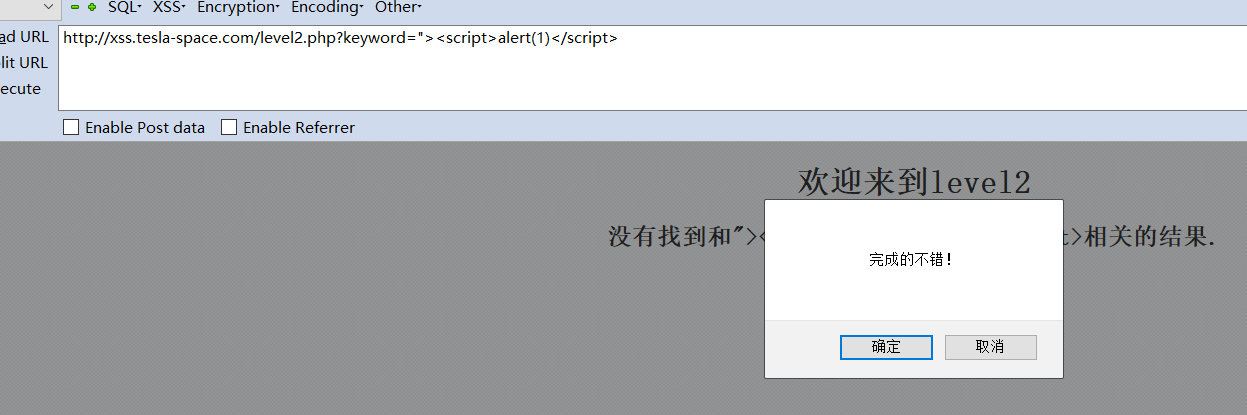 SQL XSS Encryption Encoding Other
ad URL
http://xss.tesla-space.com/level2.php?keyword="><script>alert(1)</script>
lit URL
ecute
Enable Post data Enable Referrer
欢迎来到level2
没有找到和">< t>相关的结果.
完成的不错!
确定 取消